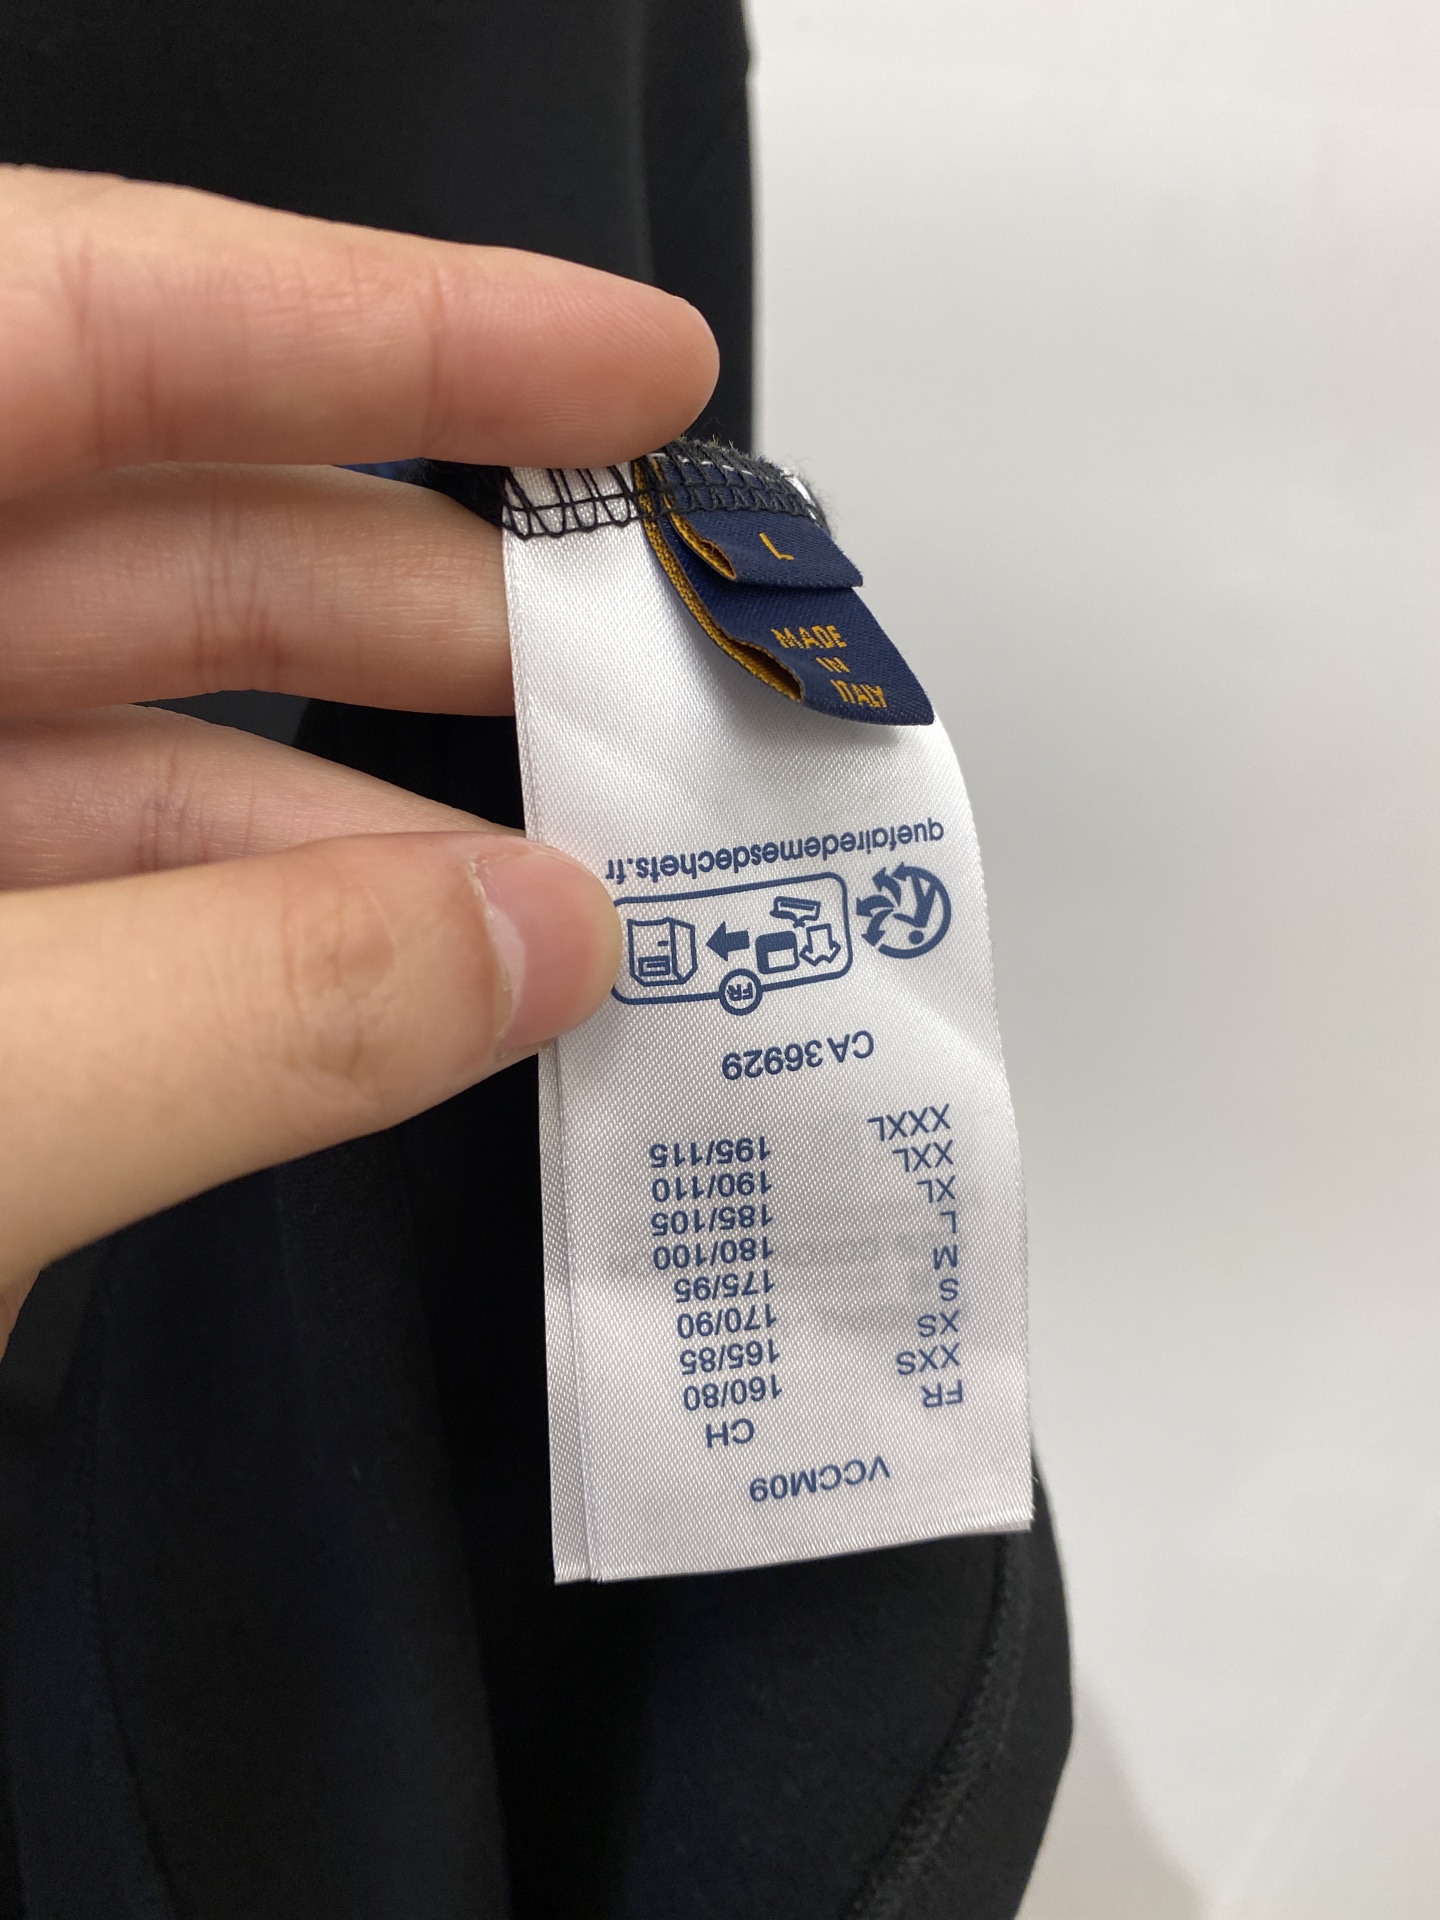 VCCM09
FR CH
XXS 160/80
XS 165/85
S 170/90
M 175/95
L 180/100
XL 185/105
XXL 190/110
XXXL 195/115
CA 36929
FR
quefairedemesdechets.fr
MADE
IN
ITALY
L